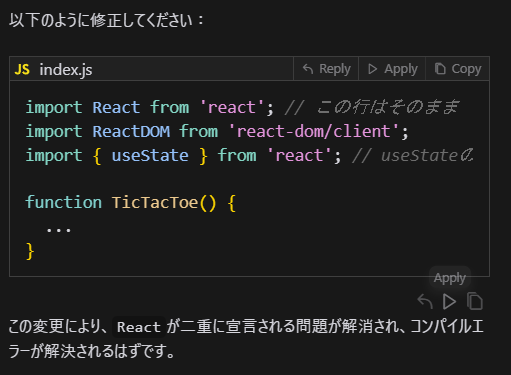 以下のように修正してください：
JS index.js Reply Apply Copy
import React from 'react'; // この行はそのまま
import ReactDOM from 'react-dom/client';
import { useState } from 'react'; // useStateの
function TicTacToe() {
...
}
Apply
この変更により、 React が二重に宣言される問題が解消され、コンパイルエ
ラーが解決されるはずです。